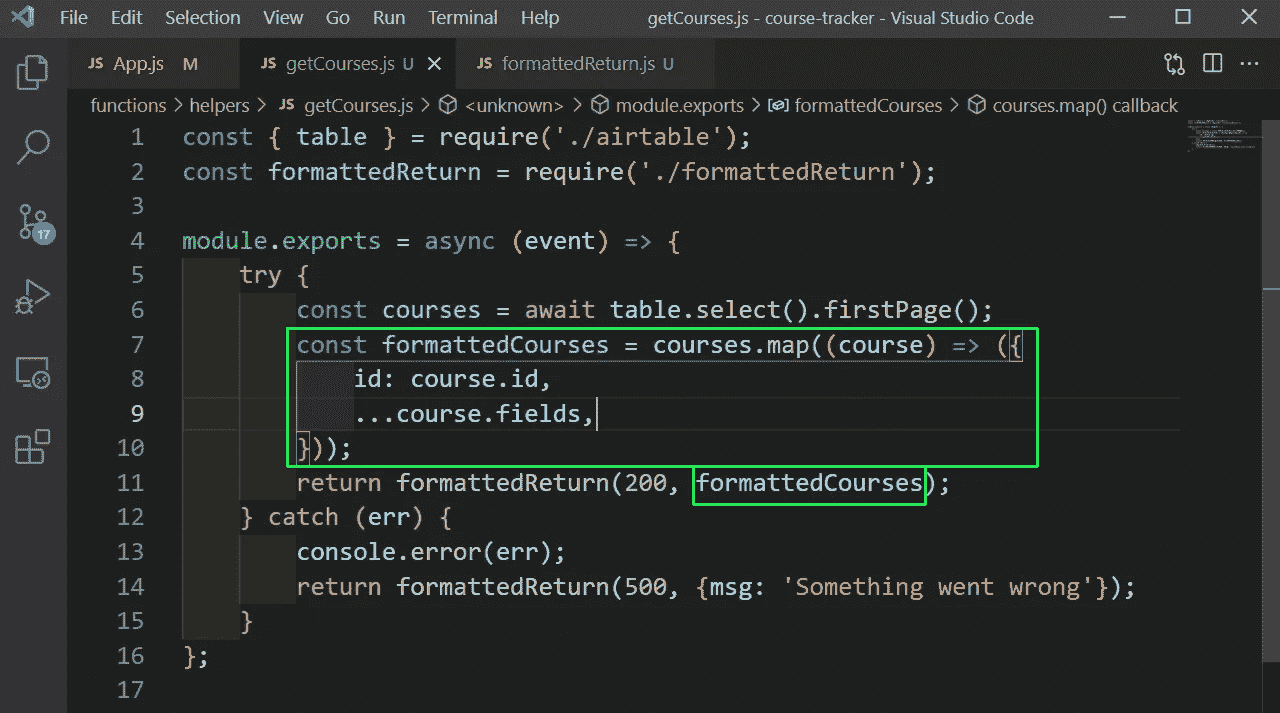 File Edit Selection View Go Run Terminal Help getCourses.js - course-tracker - Visual Studio Code
JS App.js M JS getCourses.js U JS formattedReturn.js U
functions > helpers > JS getCourses.js > <unknown> > module.exports > formattedCourses > courses.map() callback
1 const { table } = require('./airtable');
2 const formattedReturn = require('./formattedReturn');
3
4 module.exports = async (event) => {
5 try {
6 const courses = await table.select().firstPage();
7 const formattedCourses = courses.map((course) => ({
8 id: course.id,
9 ...course.fields,
10 }));
11 return formattedReturn(200, formattedCourses);
12 } catch (err) {
13 console.error(err);
14 return formattedReturn(500, {msg: 'Something went wrong'});
15 }
16 };
17
17